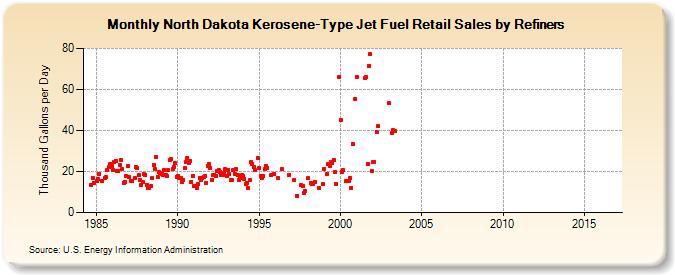 Monthly North Dakota Kerosene-Type Jet Fuel Retail Sales by Refiners
Thousand Gallons per Day
80
60
40
20
0
1985 1990 1995 2000 2005 2010 2015
Source: U.S. Energy Information Administration